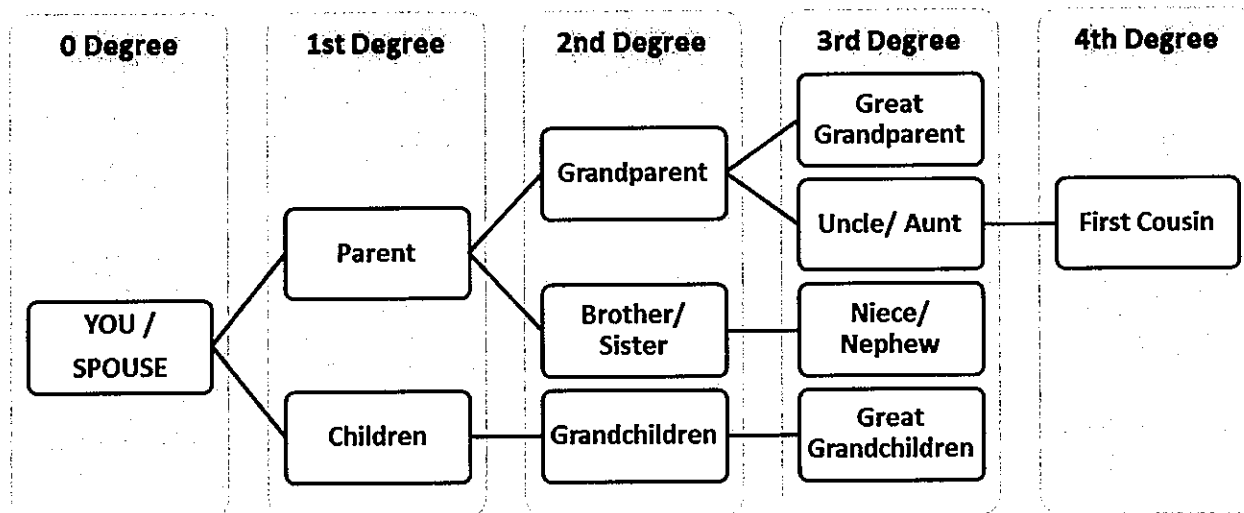 0 Degree
1st Degree
2nd Degree
3rd Degree
4th Degree
YOU /
SPOUSE
Parent
Children
Grandparent
Brother/
Sister
Grandchildren
Great
Grandparent
Uncle/ Aunt
Niece/
Nephew
Great
Grandchildren
First Cousin